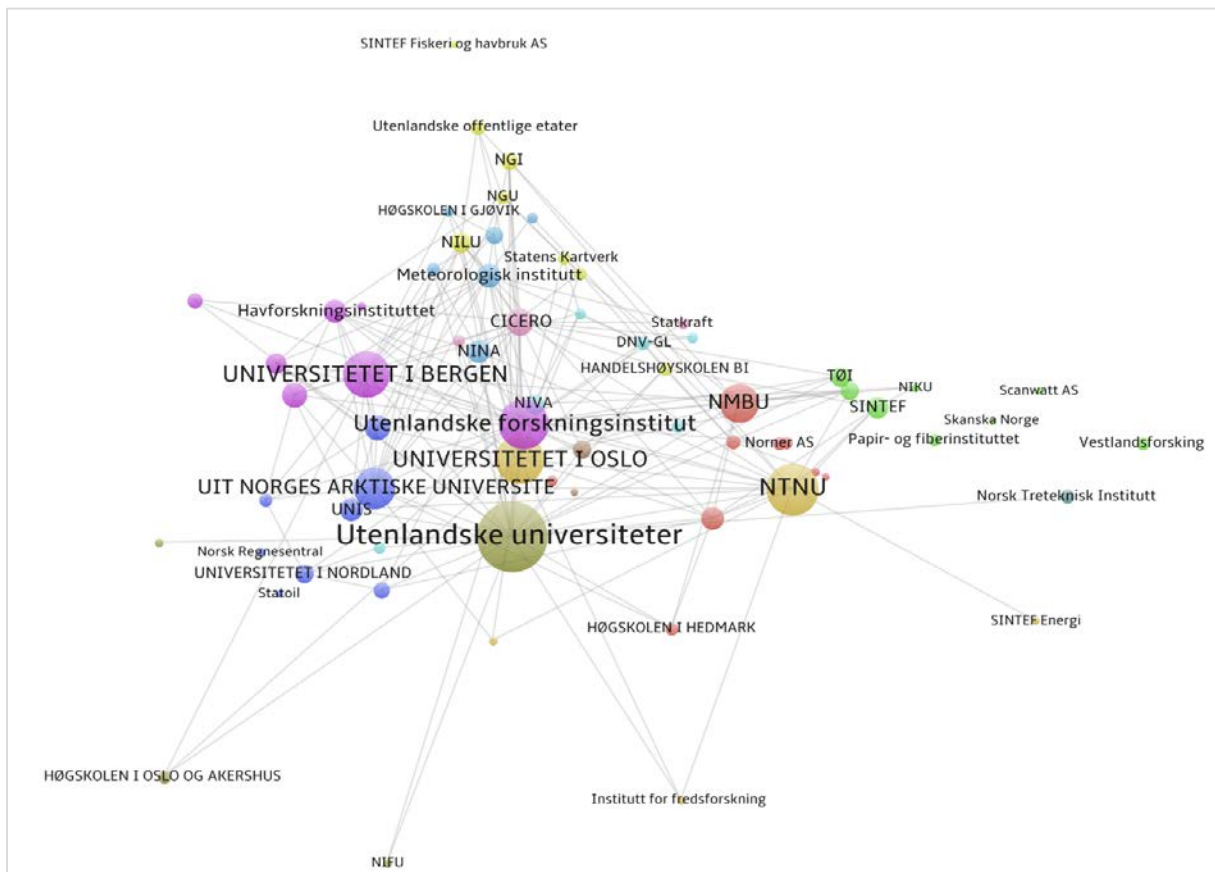 SINTEF Fiskeri og havbruk AS
Utenlandske offentlige etater
NGI
NGU
HØGSKOLEN I GJØVIK
NILU
Statens Kartverk
Meteorologisk institutt
Havforskningsinstituttet
CICERO
Statkraft
DNV-GL
NINA
HANDELSHØYSKOLEN BI
UNIVERSITETET I BERGEN
TØI
NIKU
Scanwatt AS
NIVA
NMBU
SINTEF
Skanska Norge
Utenlandske forskningsinstitut
Norner AS
Papir- og fiberinstituttet
Vestlandsforsking
UNIVERSITETET I OSLO
UIT NORGES ARKTISKE UNIVERSITE
NTNU
Norsk Treteknisk Institutt
UNIS
Utenlandske universiteter
Norsk Regnesentral
UNIVERSITETET I NORDLAND
Statoil
HØGSKOLEN I HEDMARK
SINTEF Energi
HØGSKOLEN I OSLO OG AKERSHUS
Institutt for fredsforskning
NIFU